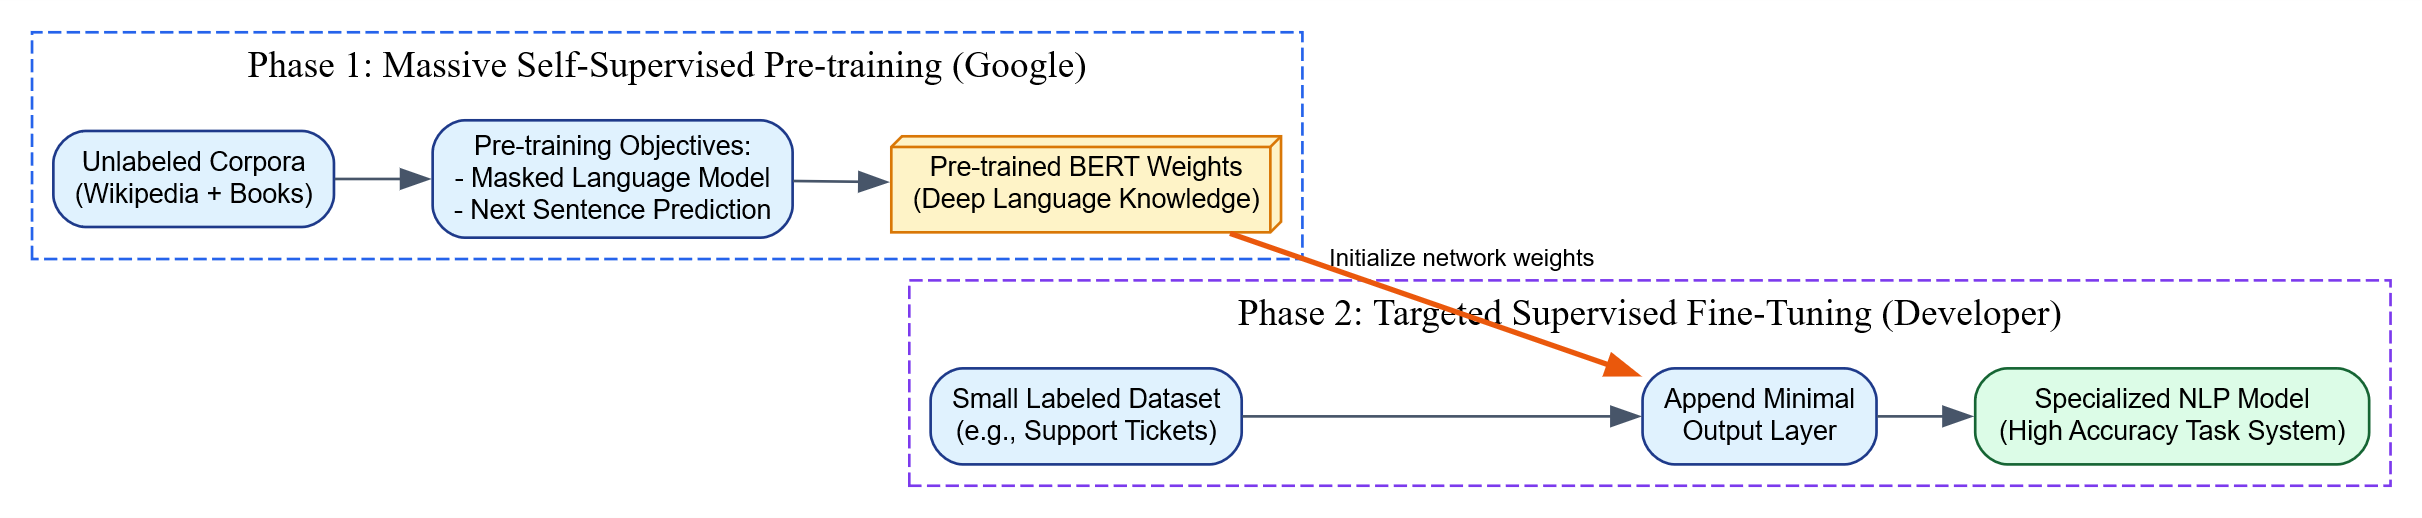 Phase 1: Massive Self-Supervised Pre-training (Google)
Unlabeled Corpora
(Wikipedia + Books)
Pre-training Objectives:
- Masked Language Model
- Next Sentence Prediction
Pre-trained BERT Weights
(Deep Language Knowledge)
Initialize network weights
Phase 2: Targeted Supervised Fine-Tuning (Developer)
Small Labeled Dataset
(e.g., Support Tickets)
Append Minimal
Output Layer
Specialized NLP Model
(High Accuracy Task System)